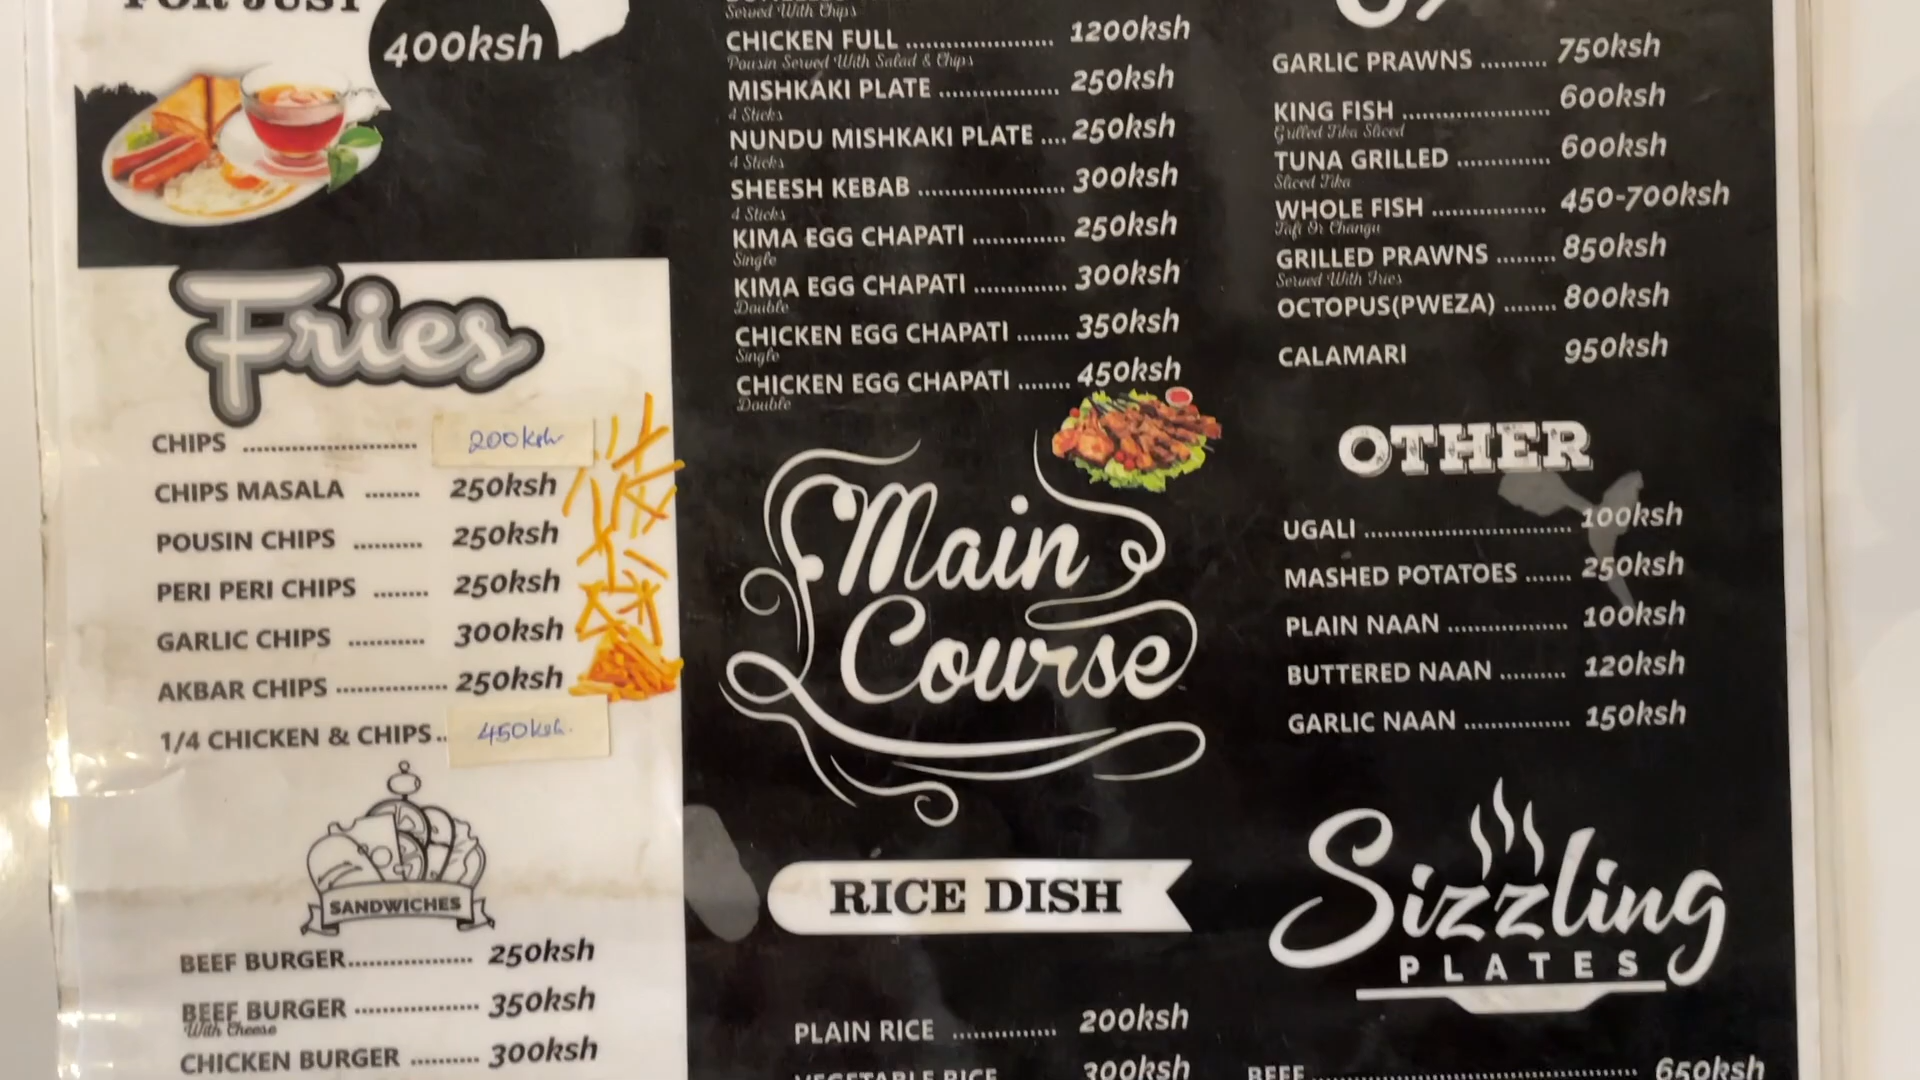 FOR JUST
400ksh
Fries
CHIPS .................... 200ksh
CHIPS MASALA ........ 250ksh
POUSIN CHIPS .......... 250ksh
PERI PERI CHIPS ........ 250ksh
GARLIC CHIPS ........... 300ksh
AKBAR CHIPS ................ 250ksh
1/4 CHICKEN & CHIPS.. 450ksh.
SANDWICHES
BEEF BURGER.................. 250ksh
BEEF BURGER .................. 350ksh
With Cheese
CHICKEN BURGER .......... 300ksh
Served With Chips
CHICKEN FULL ...................... 1200ksh
Pousin Served With Salad & Chips
MISHKAKI PLATE .................. 250ksh
4 Sticks
NUNDU MISHKAKI PLATE .... 250ksh
4 Sticks
SHEESH KEBAB ...................... 300ksh
4 Sticks
KIMA EGG CHAPATI .............. 250ksh
Single
KIMA EGG CHAPATI .............. 300ksh
Double
CHICKEN EGG CHAPATI ........ 350ksh
Single
CHICKEN EGG CHAPATI ........ 450ksh
Double
Main
Course
RICE DISH
PLAIN RICE .............. 200ksh
VEGETABLE RICE 300ksh
GARLIC PRAWNS .......... 750ksh
KING FISH ...................... 600ksh
Grilled Tika Sliced
TUNA GRILLED .............. 600ksh
Sliced Tika
WHOLE FISH ................. 450-700ksh
Tafi Or Changu
GRILLED PRAWNS ......... 850ksh
Served With Fries
OCTOPUS(PWEZA) ........ 800ksh
CALAMARI 950ksh
OTHER
UGALI ............................... 100ksh
MASHED POTATOES ....... 250ksh
PLAIN NAAN .................. 100ksh
BUTTERED NAAN .......... 120ksh
GARLIC NAAN ................ 150ksh
Sizzling
PLATES
BEEF ................................................. 650ksh